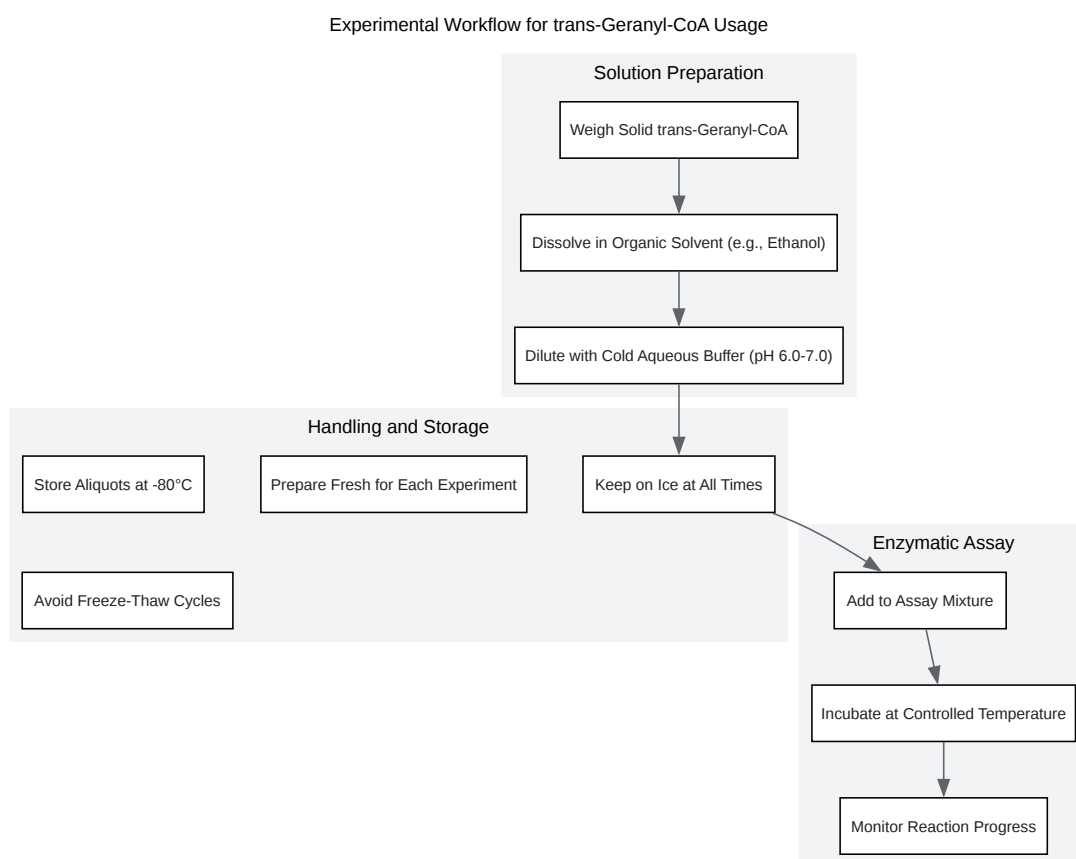 Experimental Workflow for trans-Geranyl-CoA Usage
Solution Preparation
Weigh Solid trans-Geranyl-CoA
Dissolve in Organic Solvent (e.g., Ethanol)
Dilute with Cold Aqueous Buffer (pH 6.0-7.0)
Handling and Storage
Store Aliquots at -80°C
Prepare Fresh for Each Experiment
Keep on Ice at All Times
Avoid Freeze-Thaw Cycles
Enzymatic Assay
Add to Assay Mixture
Incubate at Controlled Temperature
Monitor Reaction Progress